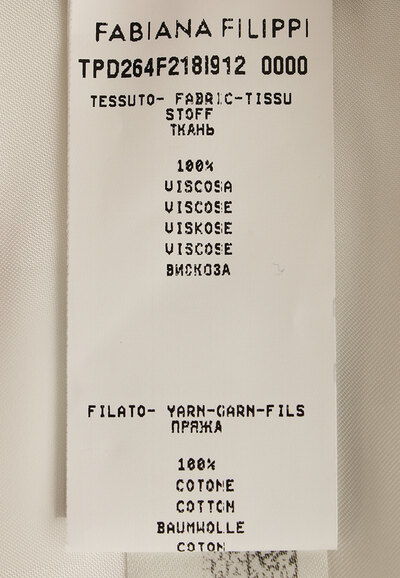 FABIANA FILIPPI
TPD264F218I912 0000
TESSUTO- FABRIC-TISSU
STOFF
ТКАНЬ
100%
VISCOSA
VISCOSE
VISKOSE
VISCOSE
ВИСКОЗА
FILATO- YARN-GARN-FILS
ПРЯЖА
100%
COTONE
COTTON
BAUMWOLLE
COTON